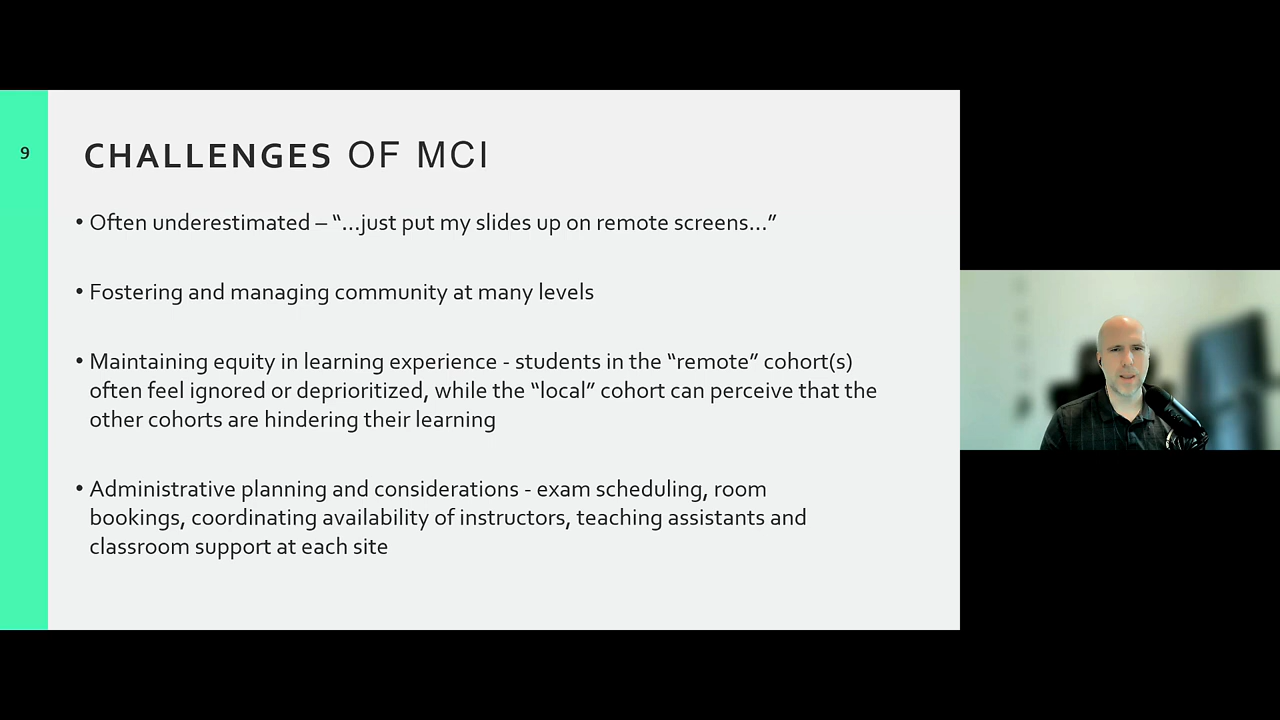 9
CHALLENGES OF MCI
• Often underestimated – “…just put my slides up on remote screens…”
• Fostering and managing community at many levels
• Maintaining equity in learning experience - students in the “remote” cohort(s)
often feel ignored or deprioritized, while the “local” cohort can perceive that the
other cohorts are hindering their learning
• Administrative planning and considerations - exam scheduling, room
bookings, coordinating availability of instructors, teaching assistants and
classroom support at each site